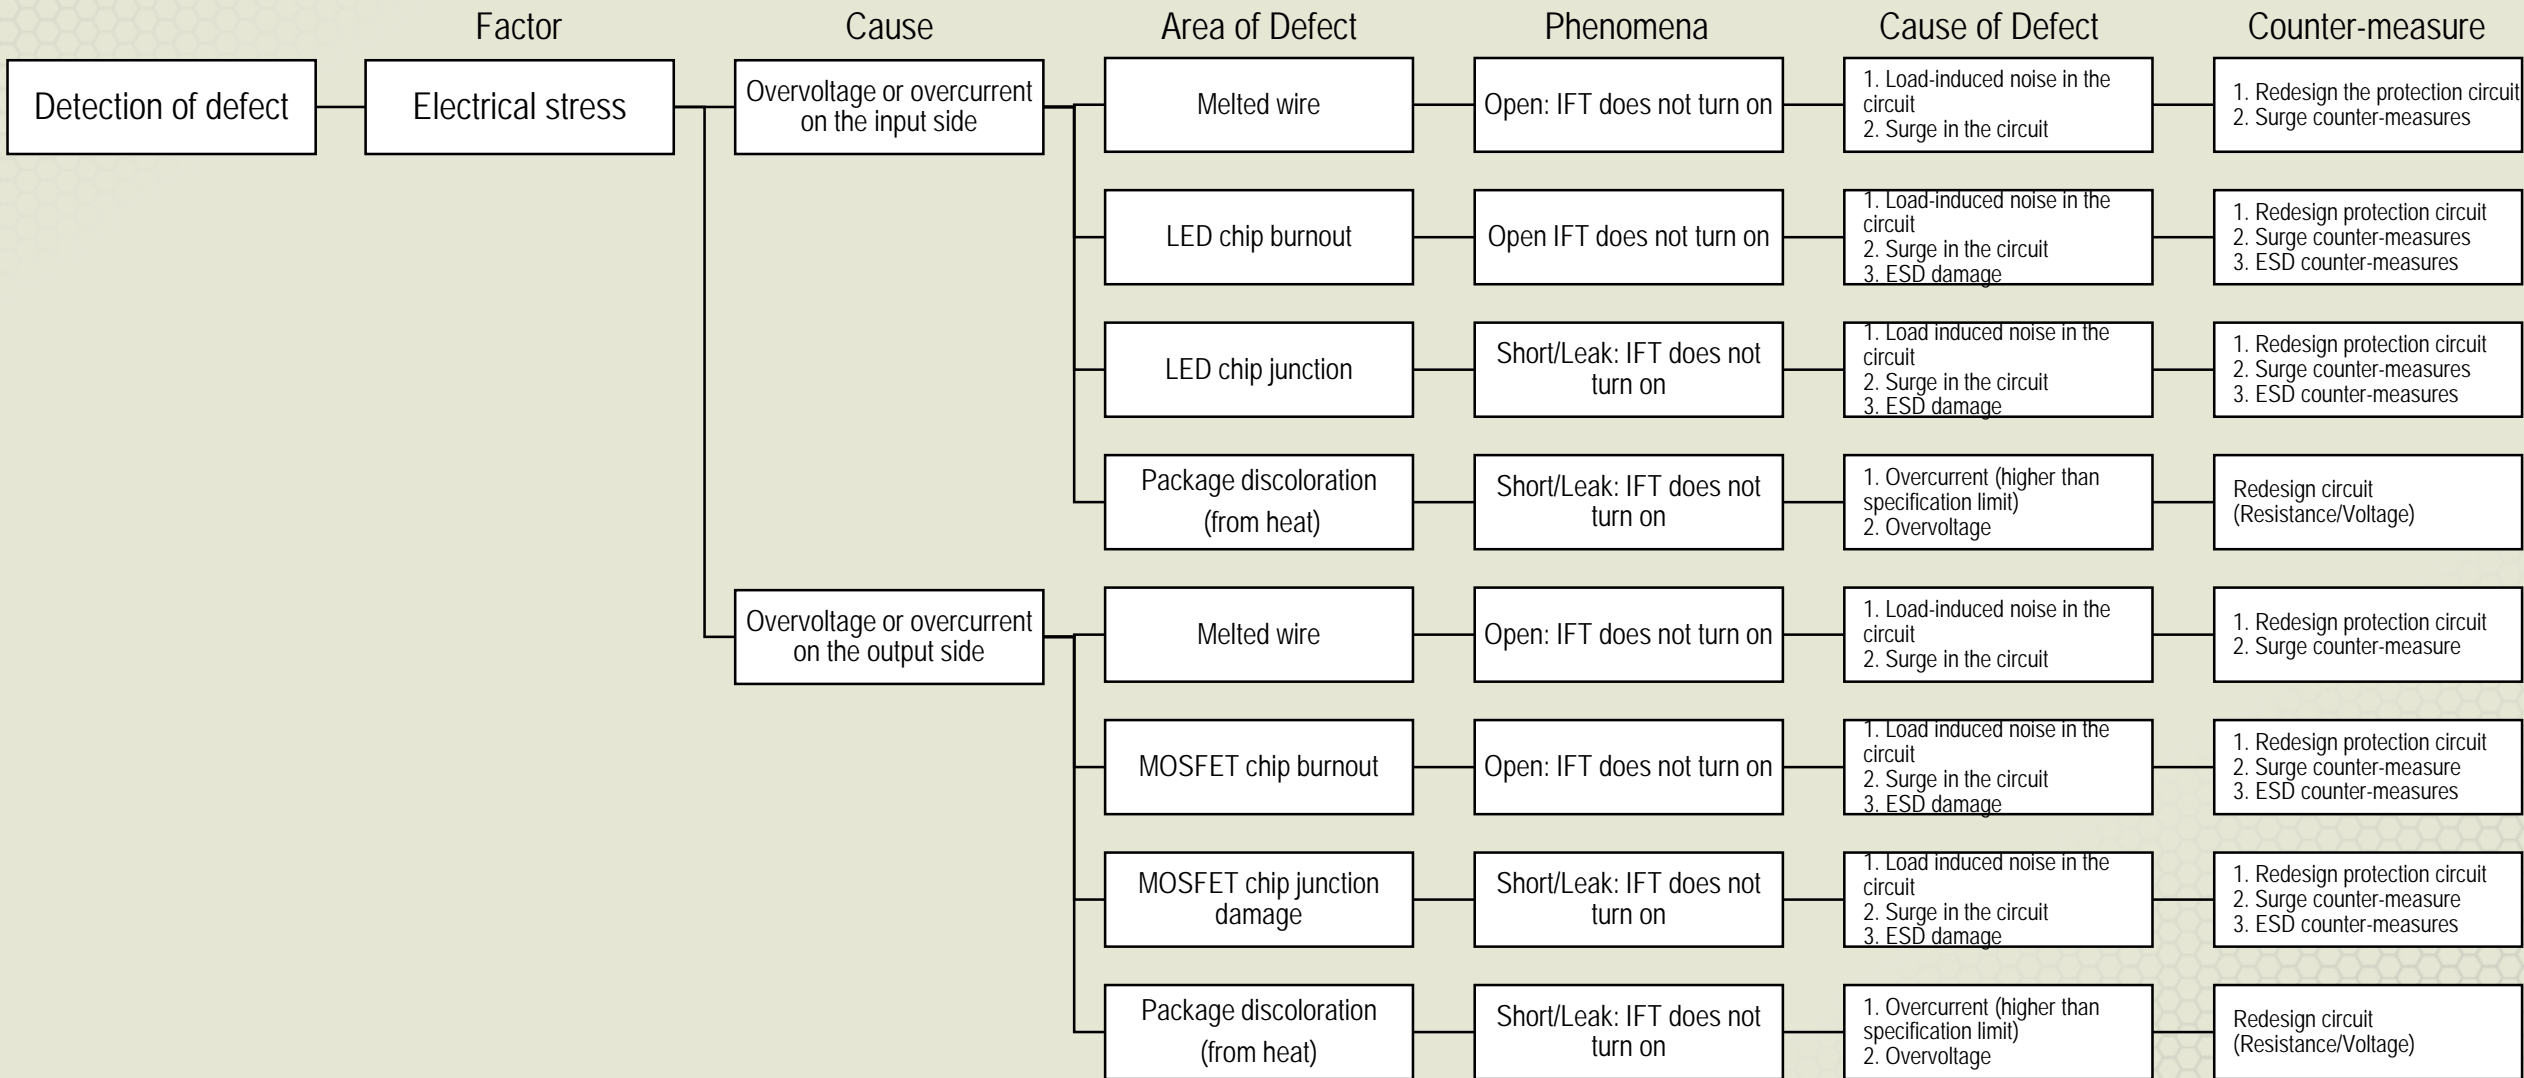 Factor
Cause
Area of Defect
Phenomena
Cause of Defect
Counter-measure
Detection of defect
Electrical stress
Overvoltage or overcurrent
on the input side
Melted wire
Open: IFT does not turn on
1. Load-induced noise in the
circuit
2. Surge in the circuit
1. Redesign the protection circuit
2. Surge counter-measures
LED chip burnout
Open IFT does not turn on
1. Load-induced noise in the
circuit
2. Surge in the circuit
3. ESD damage
1. Redesign protection circuit
2. Surge counter-measures
3. ESD counter-measures
LED chip junction
Short/Leak: IFT does not
turn on
1. Load induced noise in the
circuit
2. Surge in the circuit
3. ESD damage
1. Redesign protection circuit
2. Surge counter-measures
3. ESD counter-measures
Package discoloration
(from heat)
Short/Leak: IFT does not
turn on
1. Overcurrent (higher than
specification limit)
2. Overvoltage
Redesign circuit
(Resistance/Voltage)
Overvoltage or overcurrent
on the output side
Melted wire
Open: IFT does not turn on
1. Load-induced noise in the
circuit
2. Surge in the circuit
1. Redesign protection circuit
2. Surge counter-measure
MOSFET chip burnout
Open: IFT does not turn on
1. Load induced noise in the
circuit
2. Surge in the circuit
3. ESD damage
1. Redesign protection circuit
2. Surge counter-measure
3. ESD counter-measures
MOSFET chip junction
damage
Short/Leak: IFT does not
turn on
1. Load induced noise in the
circuit
2. Surge in the circuit
3. ESD damage
1. Redesign protection circuit
2. Surge counter-measure
3. ESD counter-measures
Package discoloration
(from heat)
Short/Leak: IFT does not
turn on
1. Overcurrent (higher than
specification limit)
2. Overvoltage
Redesign circuit
(Resistance/Voltage)